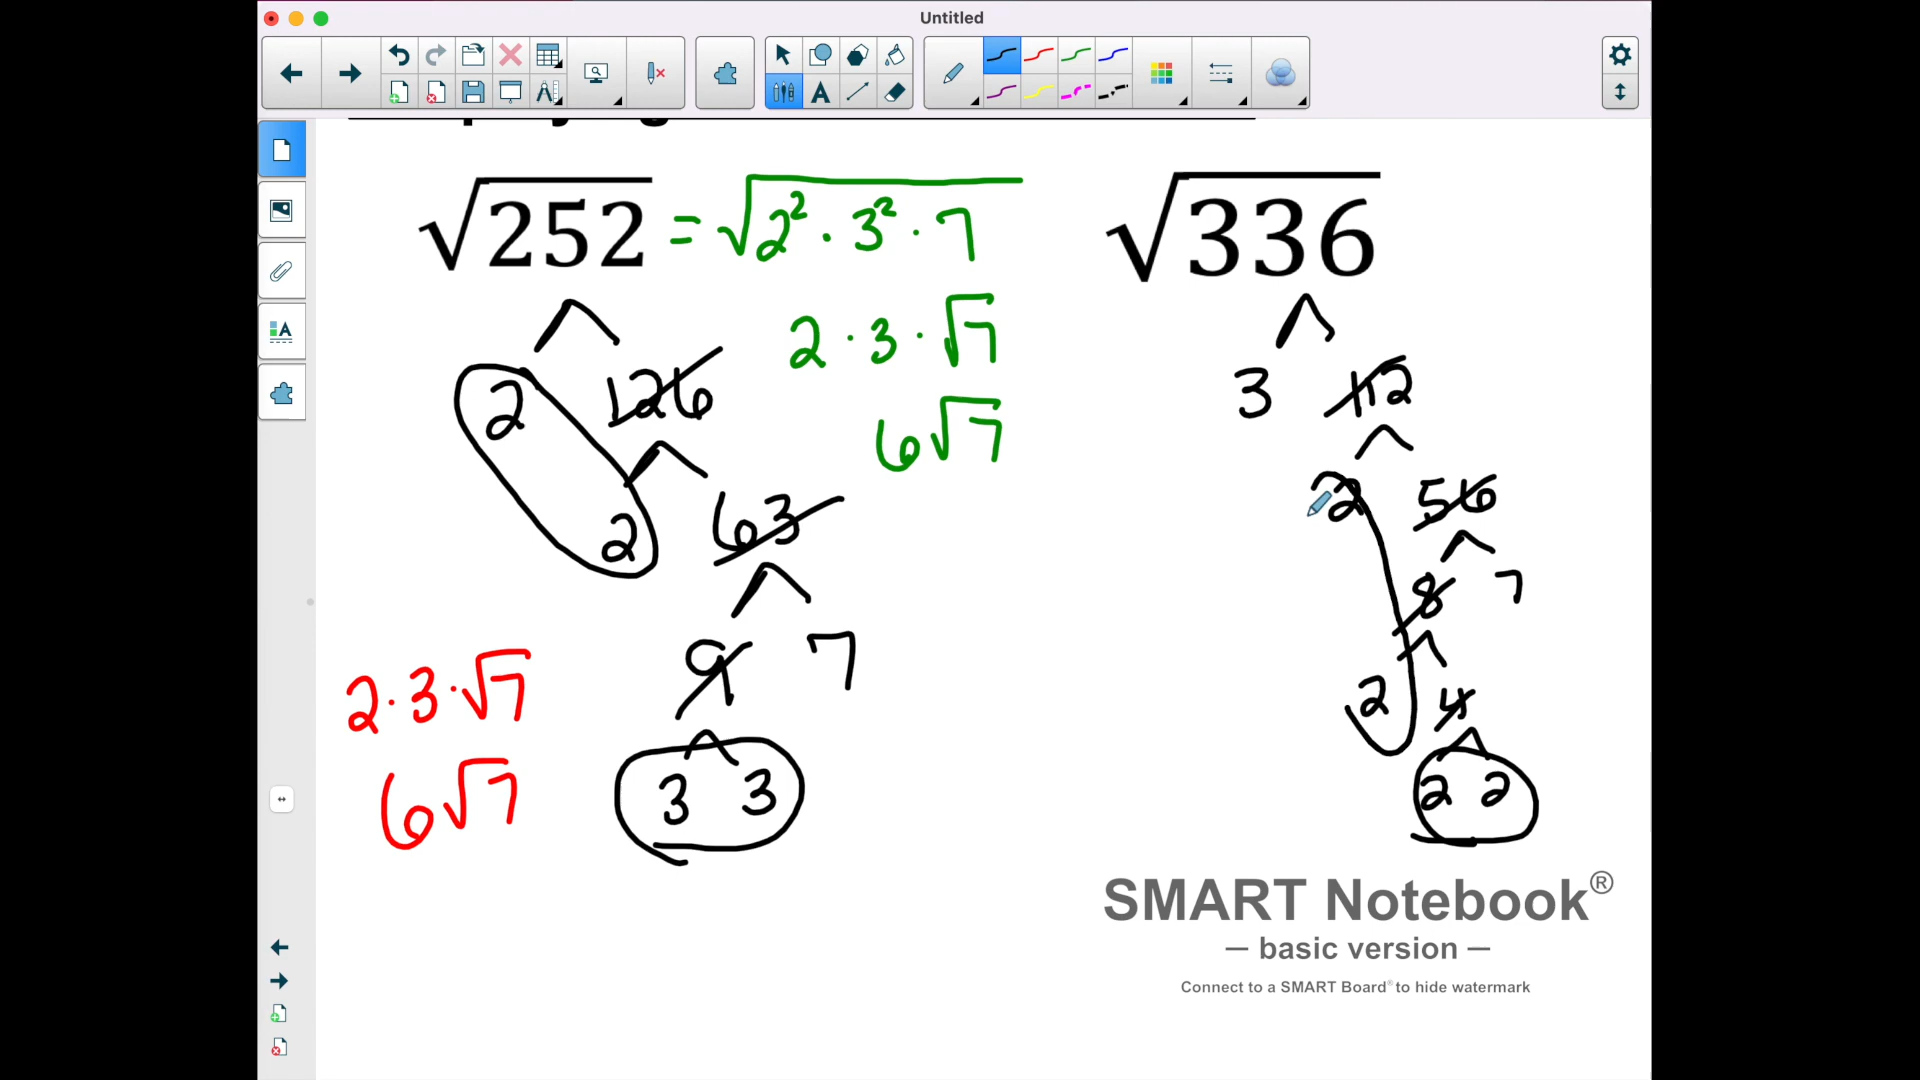 Untitled
√252 = √2² · 3² · 7
√336
2 · 3 · √7
2 126
3 112
6√7
2 63
2 56
9 7
8 7
2 · 3 · √7
2 4
6√7
3 3
2 2
SMART Notebook®
— basic version —
Connect to a SMART Board® to hide watermark